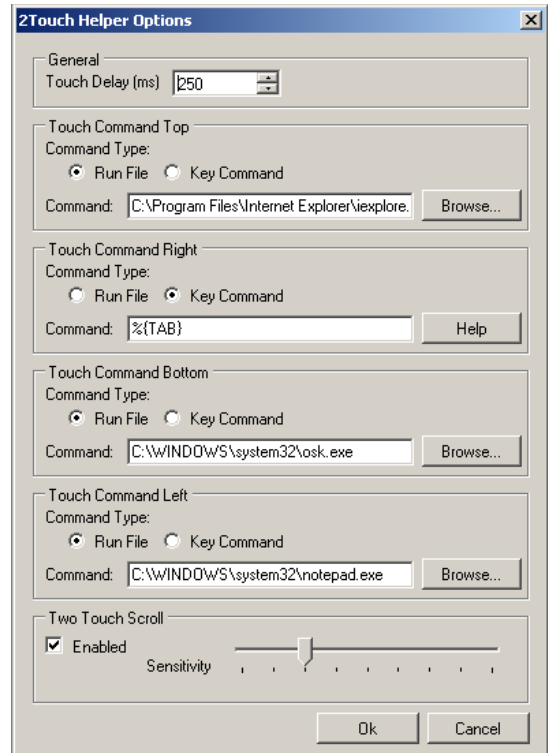 2Touch Helper Options
General
Touch Delay (ms) 250
Touch Command Top
Command Type:
Run File Key Command
Command: C:\Program Files\Internet Explorer\iexplore. Browse...
Touch Command Right
Command Type:
Run File Key Command
Command: %{TAB} Help
Touch Command Bottom
Command Type:
Run File Key Command
Command: C:\WINDOWS\system32\osk.exe Browse...
Touch Command Left
Command Type:
Run File Key Command
Command: C:\WINDOWS\system32\notepad.exe Browse...
Two Touch Scroll
Enabled
Sensitivity
Ok Cancel